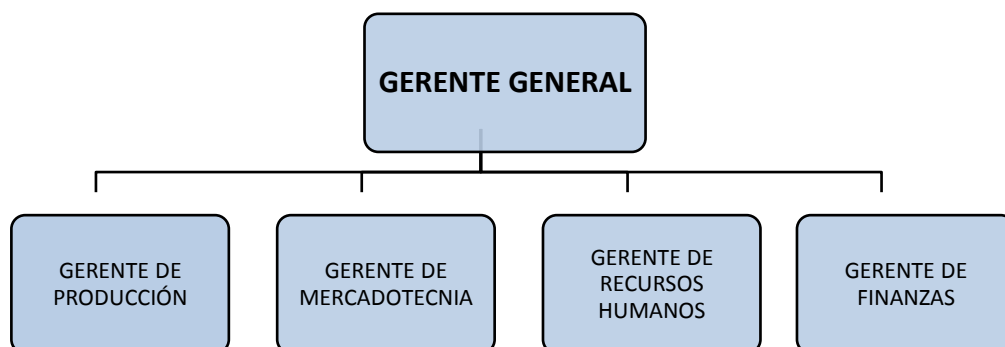 GERENTE GENERAL
GERENTE DE
PRODUCCIÓN
GERENTE DE
MERCADOTECNIA
GERENTE DE
RECURSOS
HUMANOS
GERENTE DE
FINANZAS